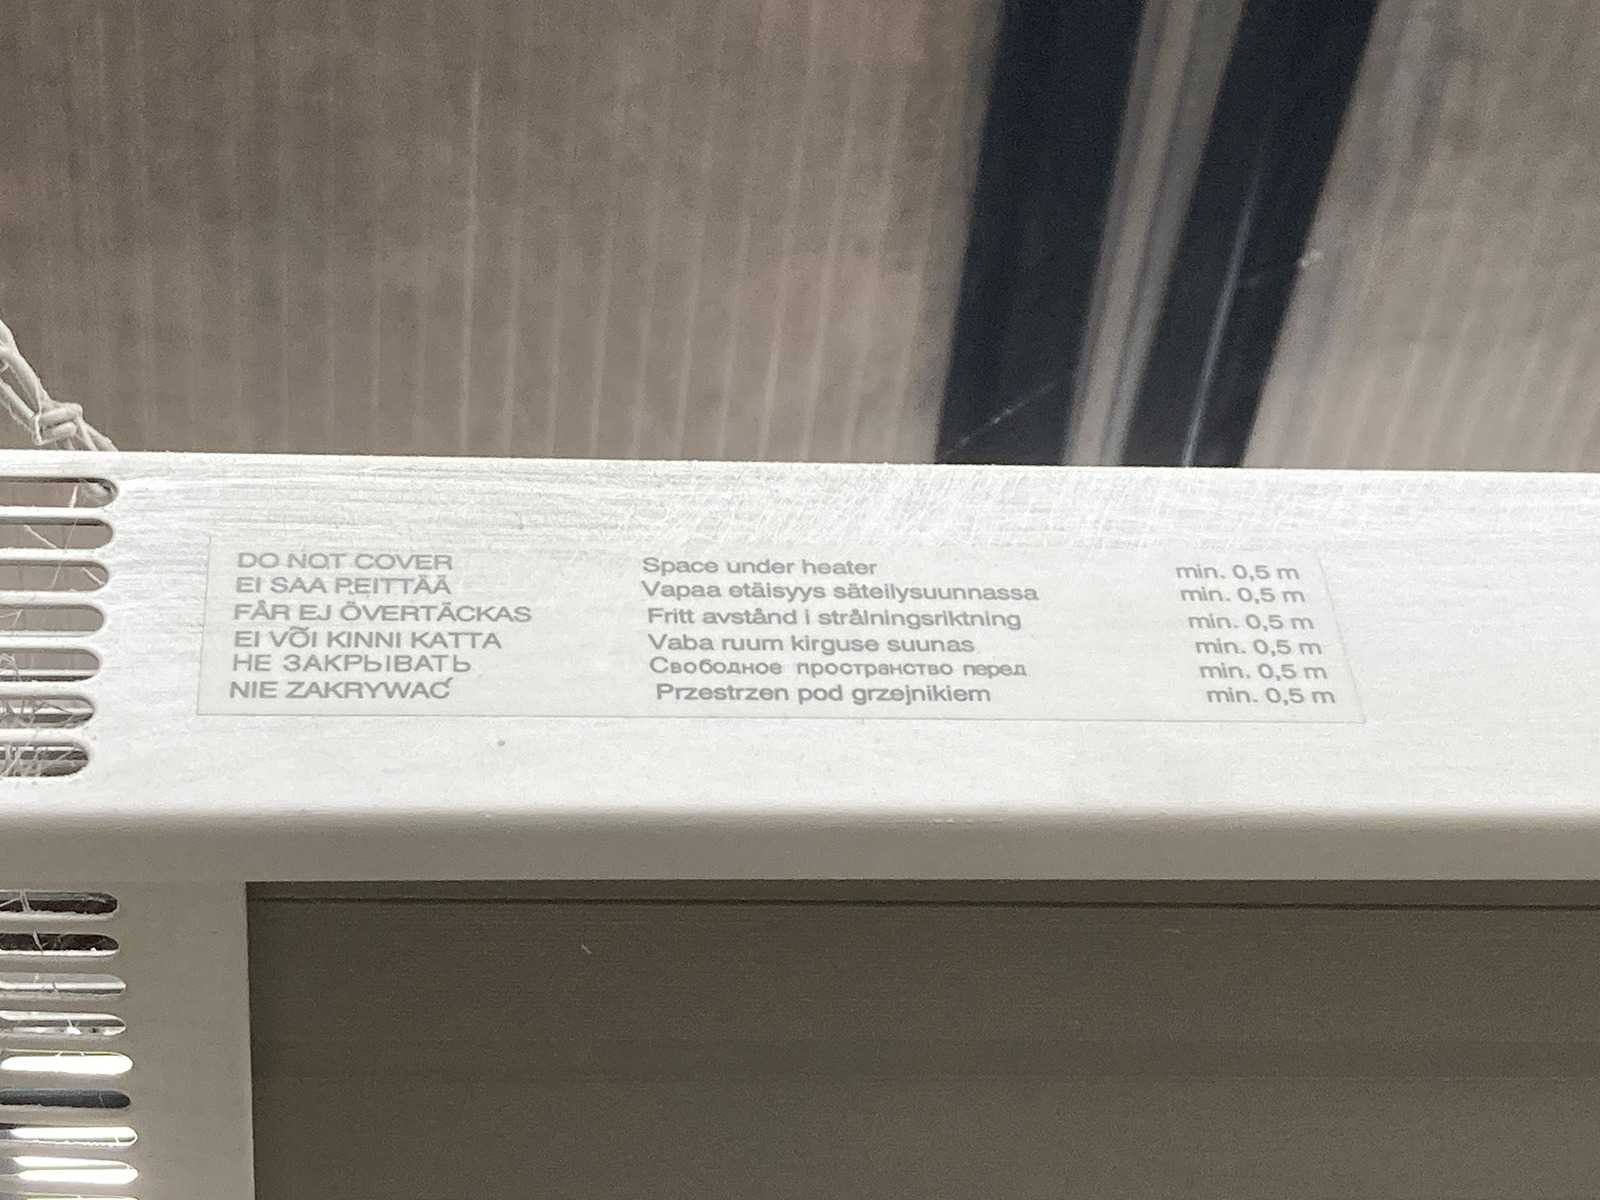 DO NOT COVER Space under heater min. 0,5 m
EI SAA PEITTÄÄ Vapaa etäisyys säteilysuunnassa min. 0,5 m
FÅR EJ ÖVERTÄCKAS Fritt avstånd i strålningsriktning min. 0,5 m
EI VÕI KINNI KATTA Vaba ruum kirguse suunas min. 0,5 m
НЕ ЗАКРЫВАТЬ Свободное пространство перед min. 0,5 m
NIE ZAKRYWAĆ Przestrzen pod grzejnikiem min. 0,5 m